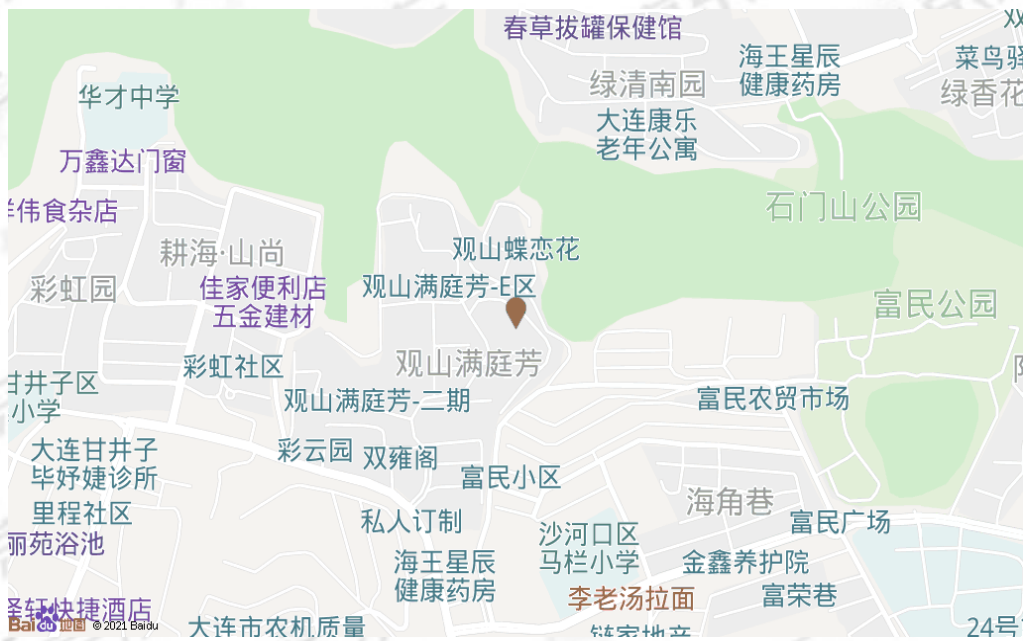 春草拔罐保健馆
海王星辰
健康药房
菜鸟驿
绿清南园
绿香花
华才中学
大连康乐
老年公寓
万鑫达门窗
伟食杂店
石门山公园
耕海·山尚
观山蝶恋花
彩虹园
佳家便利店
五金建材
观山满庭芳-E区
富民公园
彩虹社区
观山满庭芳
甘井子区
小学
观山满庭芳-二期
富民农贸市场
大连甘井子
毕妤婕诊所
彩云园
双雍阁
富民小区
海角巷
里程社区
私人订制
沙河口区
马栏小学
富民广场
丽苑浴池
海王星辰
健康药房
金鑫养护院
李老汤拉面
富荣巷
轩快捷酒店
Bai du 地图
© 2021 Baidu
大连市农机质量
链家地产
24号